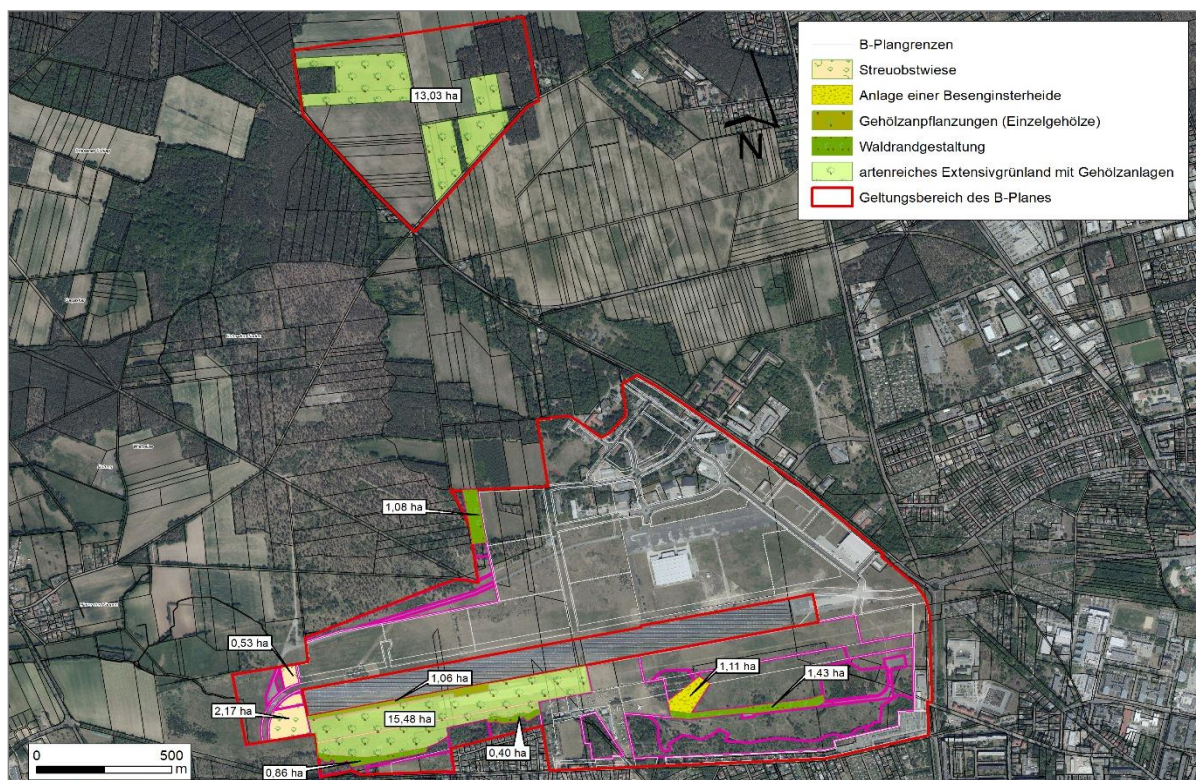 B-Plangrenzen
Streuobstwiese
Anlage einer Besenginsterheide
Gehölzanpflanzungen (Einzelgehölze)
Waldrandgestaltung
artenreiches Extensivgrünland mit Gehölzanlagen
Geltungsbereich des B-Planes
N
13,03 ha
1,08 ha
0,53 ha
1,06 ha
1,11 ha
1,43 ha
2,17 ha
15,48 ha
0,40 ha
0,86 ha
0 500
m